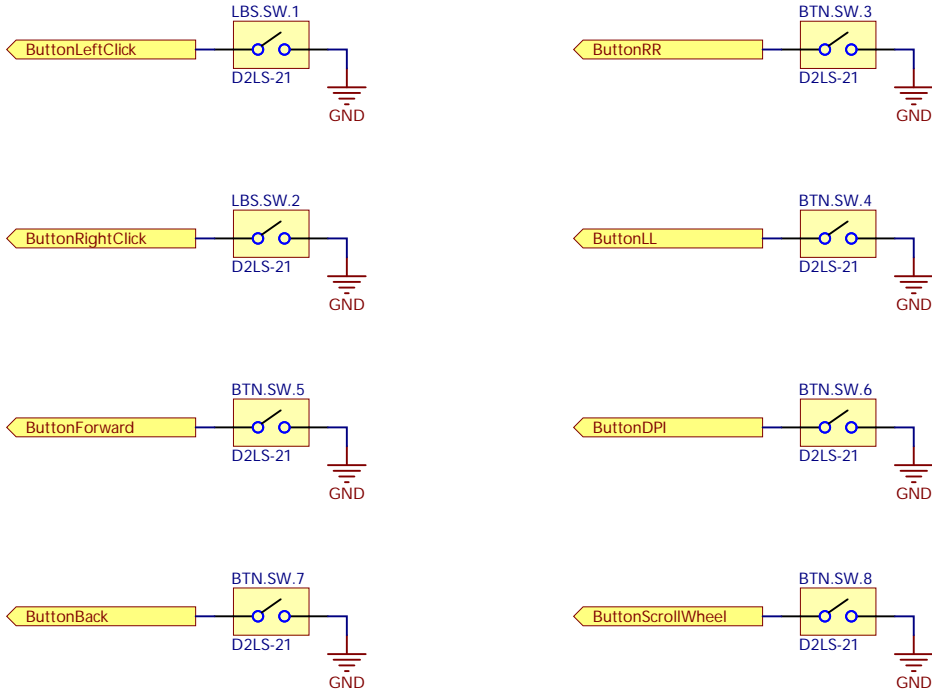 LBS.SW.1
ButtonLeftClick
D2LS-21
GND
BTN.SW.3
ButtonRR
D2LS-21
GND
LBS.SW.2
ButtonRightClick
D2LS-21
GND
BTN.SW.4
ButtonLL
D2LS-21
GND
BTN.SW.5
ButtonForward
D2LS-21
GND
BTN.SW.6
ButtonDPI
D2LS-21
GND
BTN.SW.7
ButtonBack
D2LS-21
GND
BTN.SW.8
ButtonScrollWheel
D2LS-21
GND